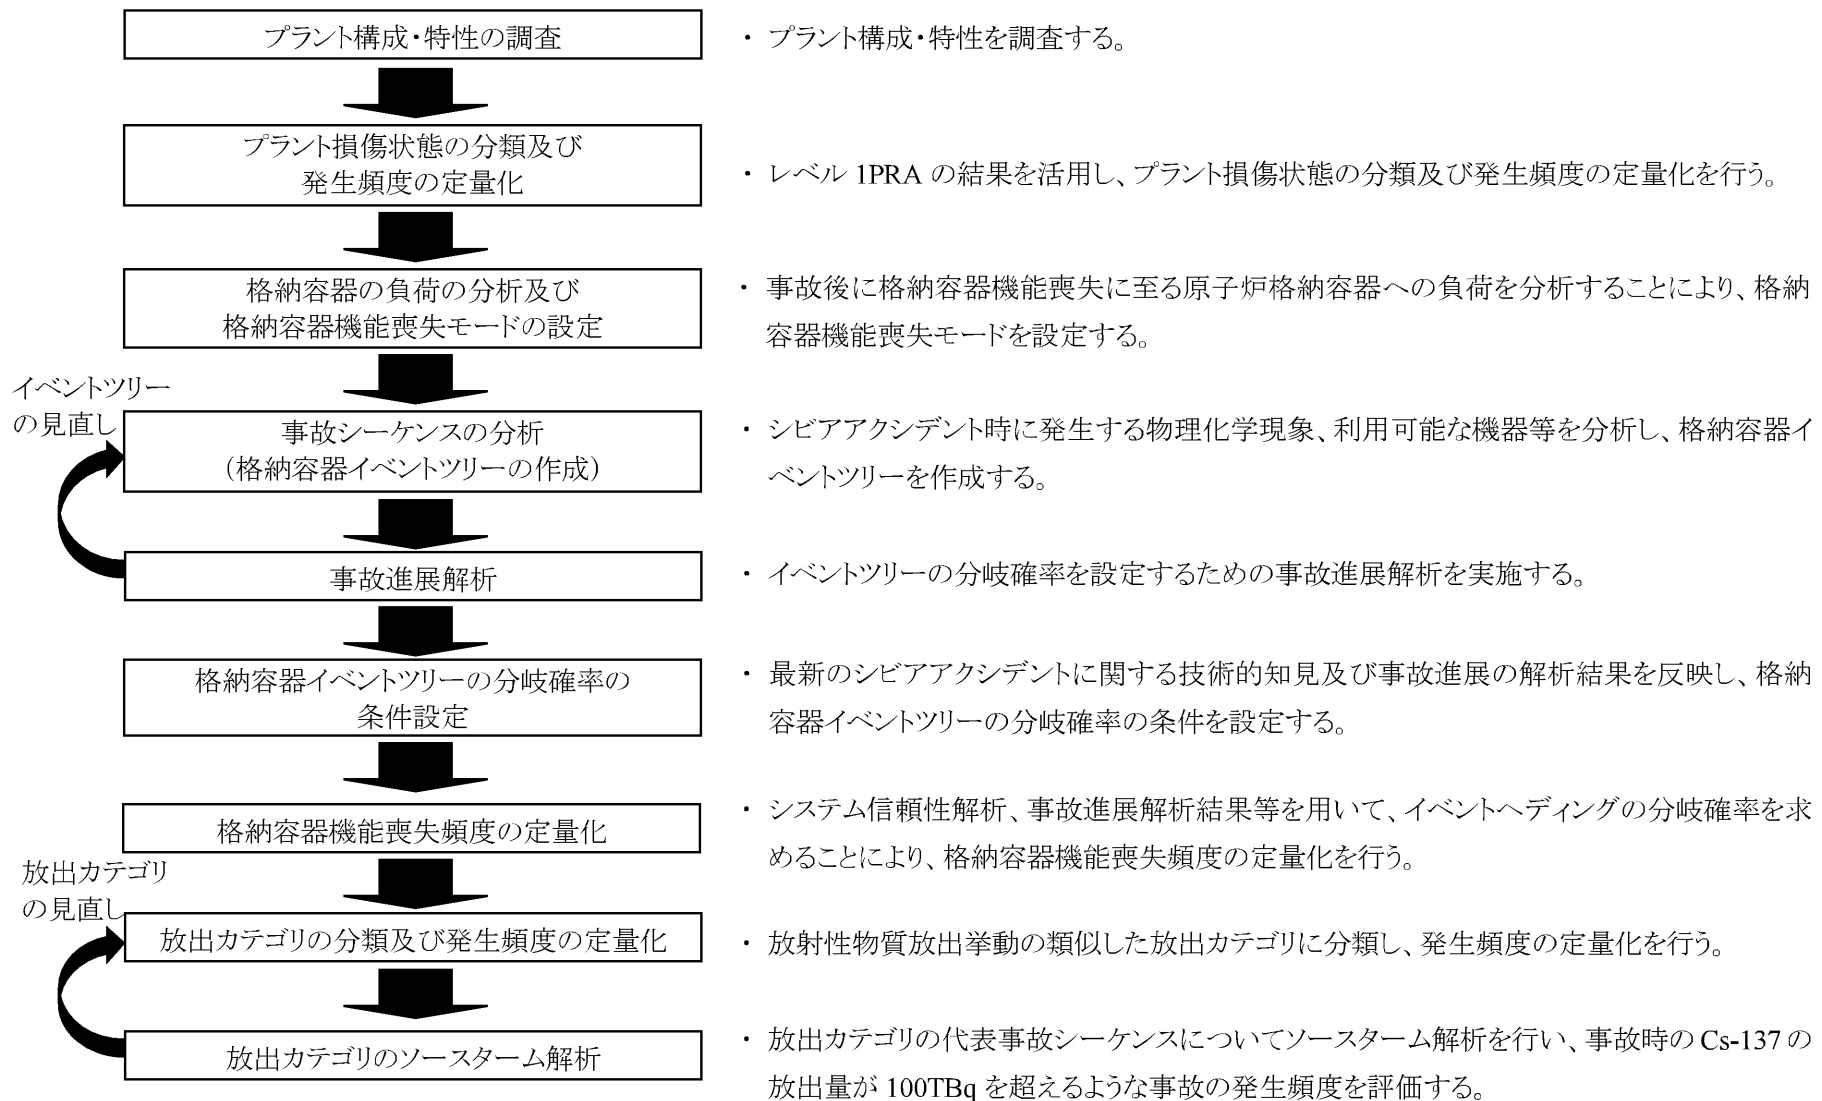 プラント構成・特性の調査
・ プラント構成・特性を調査する。
プラント損傷状態の分類及び
発生頻度の定量化
・ レベル 1PRA の結果を活用し、プラント損傷状態の分類及び発生頻度の定量化を行う。
格納容器の負荷の分析及び
格納容器機能喪失モードの設定
・ 事故後に格納容器機能喪失に至る原子炉格納容器への負荷を分析することにより、格納
容器機能喪失モードを設定する。
イベントツリー
の見直し
事故シーケンスの分析
（格納容器イベントツリーの作成）
・ シビアアクシデント時に発生する物理化学現象、利用可能な機器等を分析し、格納容器イ
ベントツリーを作成する。
事故進展解析
・ イベントツリーの分岐確率を設定するための事故進展解析を実施する。
格納容器イベントツリーの分岐確率の
条件設定
・ 最新のシビアアクシデントに関する技術的知見及び事故進展の解析結果を反映し、格納
容器イベントツリーの分岐確率の条件を設定する。
格納容器機能喪失頻度の定量化
・ システム信頼性解析、事故進展解析結果等を用いて、イベントヘディングの分岐確率を求
めることにより、格納容器機能喪失頻度の定量化を行う。
放出カテゴリ
の見直し
放出カテゴリの分類及び発生頻度の定量化
・ 放射性物質放出挙動の類似した放出カテゴリに分類し、発生頻度の定量化を行う。
放出カテゴリのソースターム解析
・ 放出カテゴリの代表事故シーケンスについてソースターム解析を行い、事故時の Cs-137 の
放出量が 100TBq を超えるような事故の発生頻度を評価する。